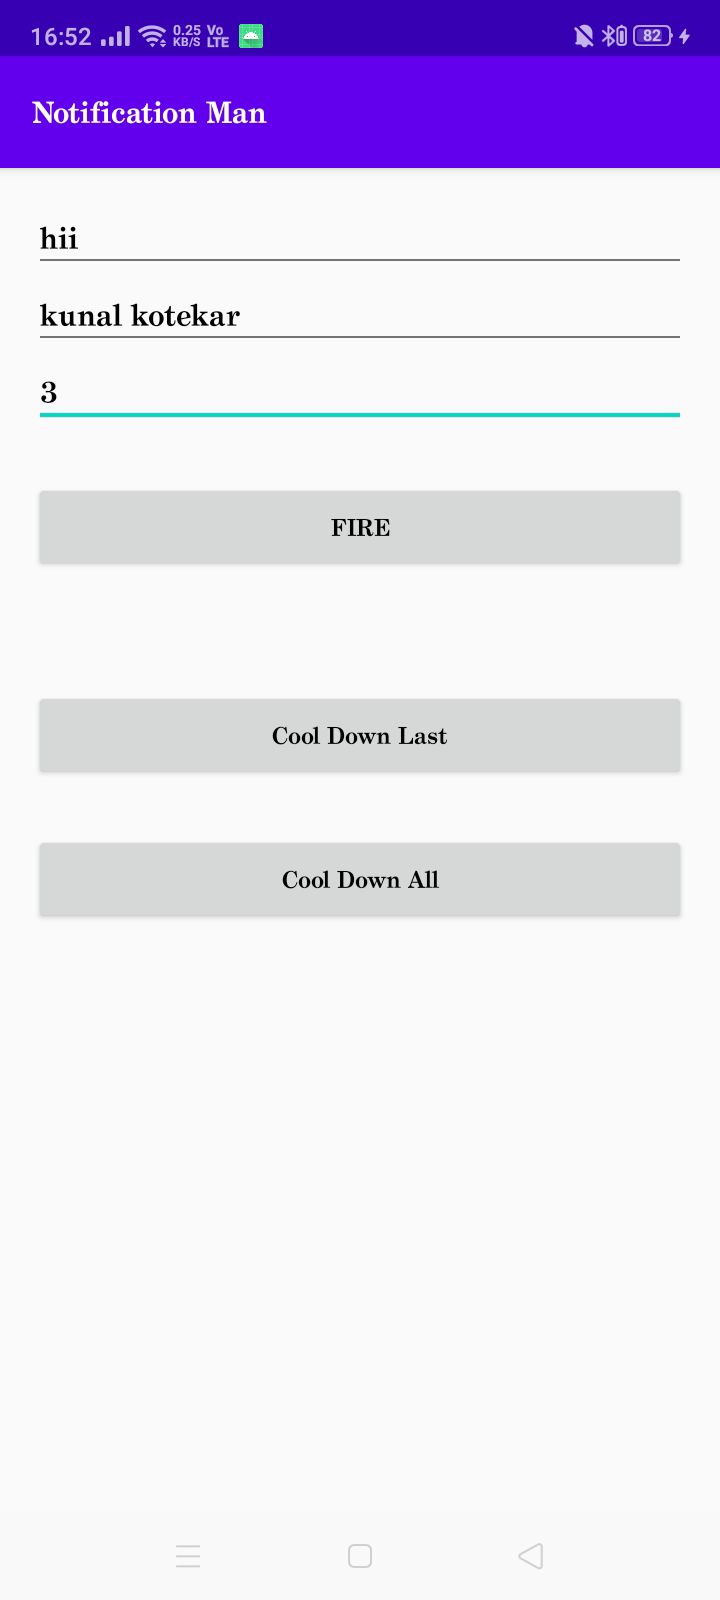 16:52 0.25 KB/S Vo LTE 82
Notification Man
hii
kunal kotekar
3
FIRE
Cool Down Last
Cool Down All